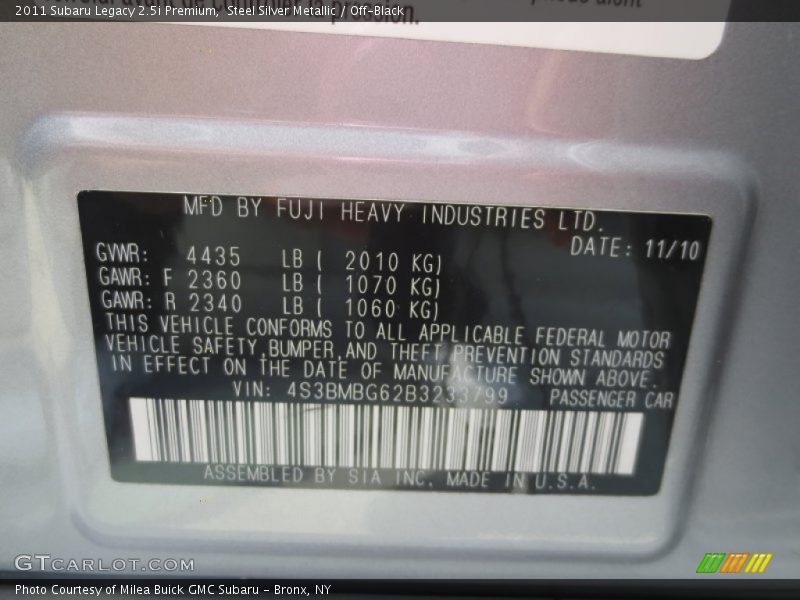 la pression.
2011 Subaru Legacy 2.5i Premium,  Steel Silver Metallic / Off-Black
MFD BY FUJI HEAVY INDUSTRIES LTD.
DATE: 11/10
GVWR: 4435 LB ( 2010 KG)
GAWR: F 2360 LB ( 1070 KG)
GAWR: R 2340 LB ( 1060 KG)
THIS VEHICLE CONFORMS TO ALL APPLICABLE FEDERAL MOTOR
VEHICLE SAFETY,BUMPER,AND THEFT PREVENTION STANDARDS
IN EFFECT ON THE DATE OF MANUFACTURE SHOWN ABOVE.
VIN: 4S3BMBG62B3233799 PASSENGER CAR
ASSEMBLED BY SIA INC. MADE IN U.S.A.
GTCARLOT.COM
Photo Courtesy of Milea Buick GMC Subaru - Bronx, NY